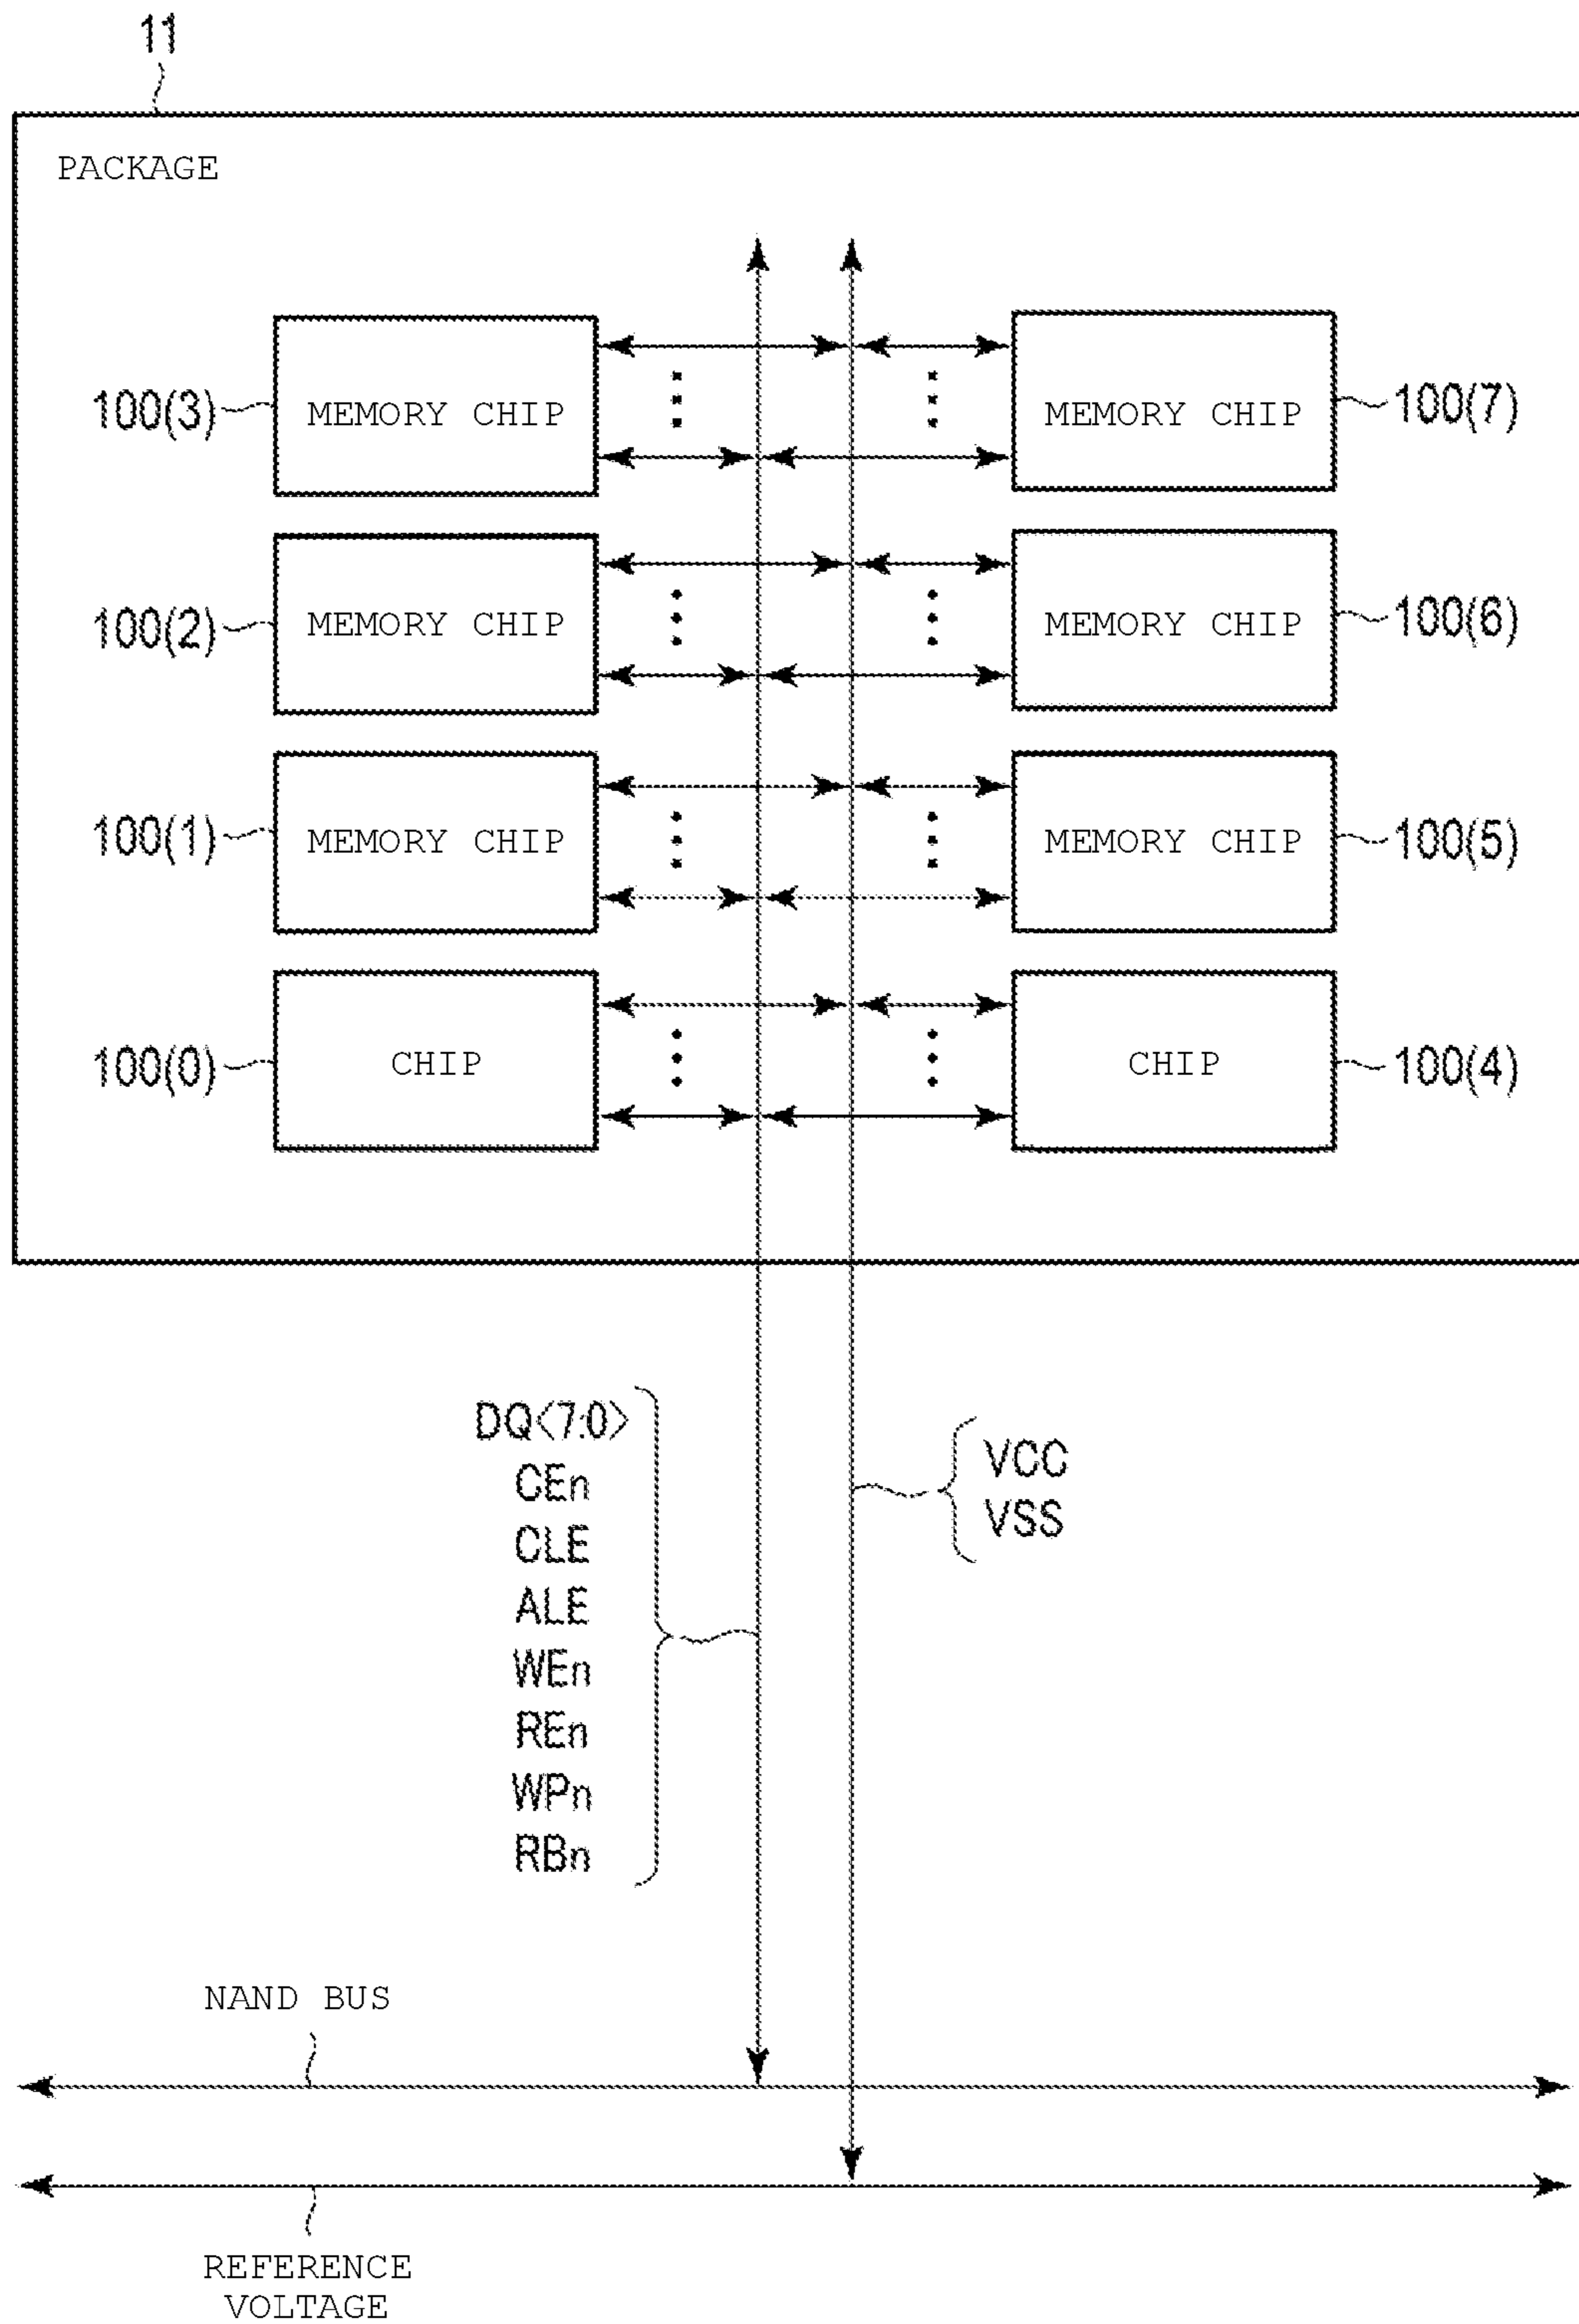 11
PACKAGE
100(3) MEMORY CHIP MEMORY CHIP 100(7)
100(2) MEMORY CHIP MEMORY CHIP 100(6)
100(1) MEMORY CHIP MEMORY CHIP 100(5)
100(0) CHIP CHIP 100(4)
DQ<7:0>
CEn
CLE
ALE
WEn
REn
WPn
RBn
VCC
VSS
NAND BUS
REFERENCE
VOLTAGE